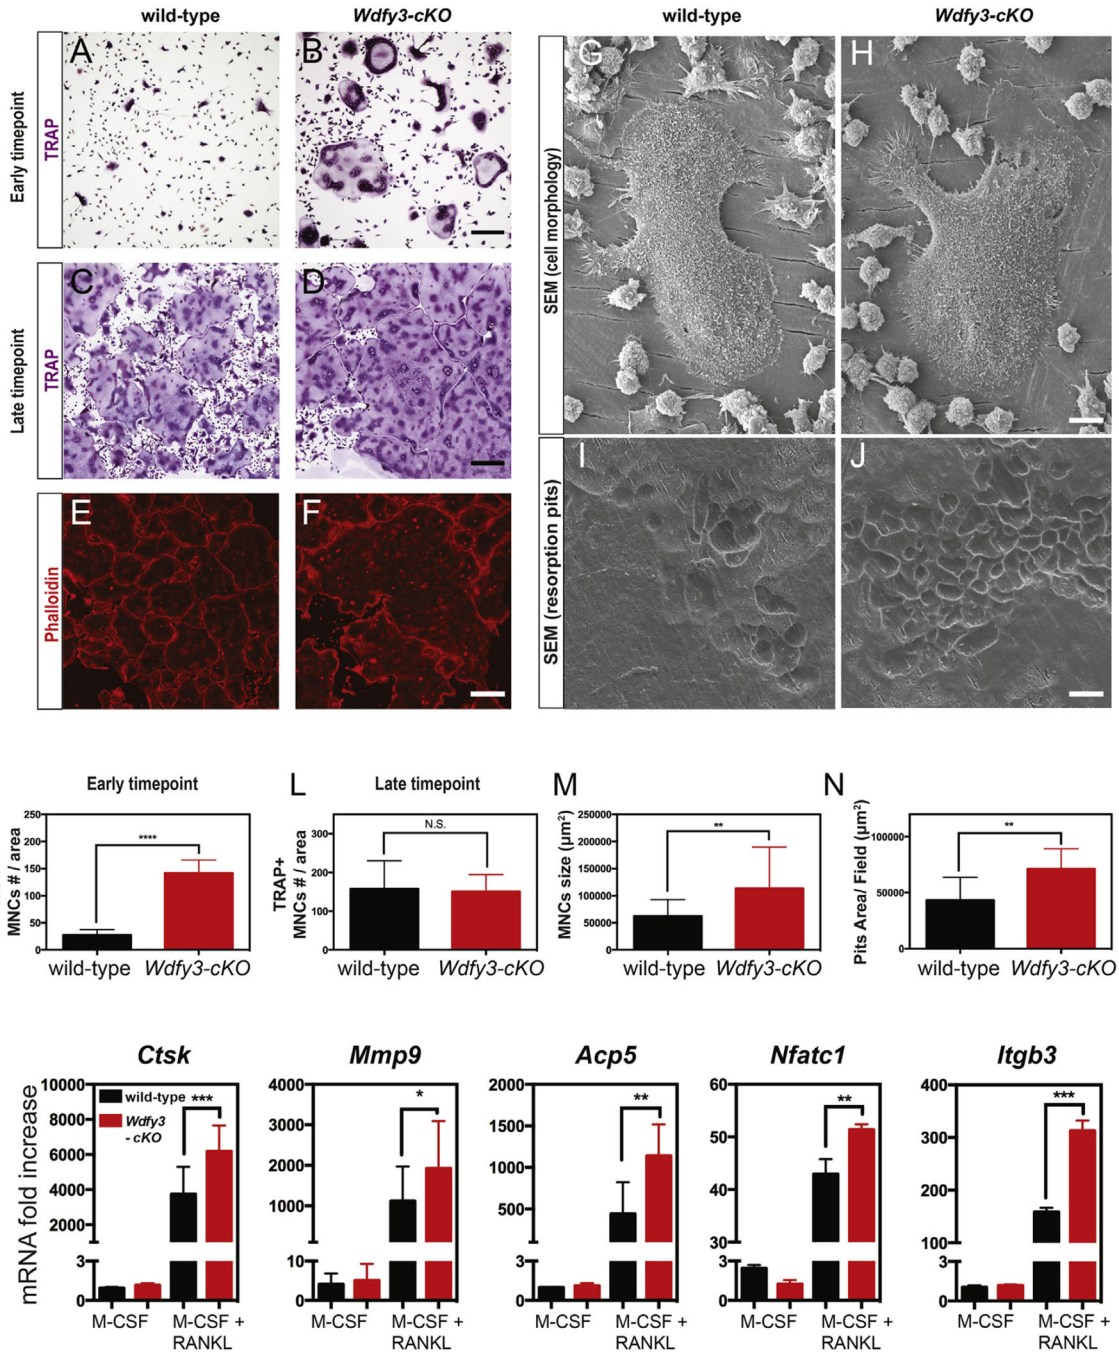 wild-type
Wdfy3-cKO
wild-type
Wdfy3-cKO
Early timepoint
TRAP
A
B
Late timepoint
TRAP
C
D
Phalloidin
E
F
SEM (cell morphology)
G
H
SEM (resorption pits)
I
J
Early timepoint
MNCs # / area
250
200
150
100
50
0
****
wild-type
Wdfy3-cKO
L
Late timepoint
TRAP+
MNCs # / area
300
200
100
0
N.S.
wild-type
Wdfy3-cKO
M
MNCs size (µm²)
250000
200000
150000
100000
50000
0
**
wild-type
Wdfy3-cKO
N
Pits Area/ Field (µm²)
100000
50000
0
**
wild-type
Wdfy3-cKO
mRNA fold increase
Ctsk
10000
8000
6000
4000
2000
3
0
wild-type
Wdfy3
-cKO
***
M-CSF
M-CSF +
RANKL
Mmp9
4000
3000
2000
1000
10
0
*
M-CSF
M-CSF +
RANKL
Acp5
2000
1500
1000
500
3
0
**
M-CSF
M-CSF +
RANKL
Nfatc1
60
50
40
30
3
0
**
M-CSF
M-CSF +
RANKL
Itgb3
400
300
200
100
3
0
***
M-CSF
M-CSF +
RANKL